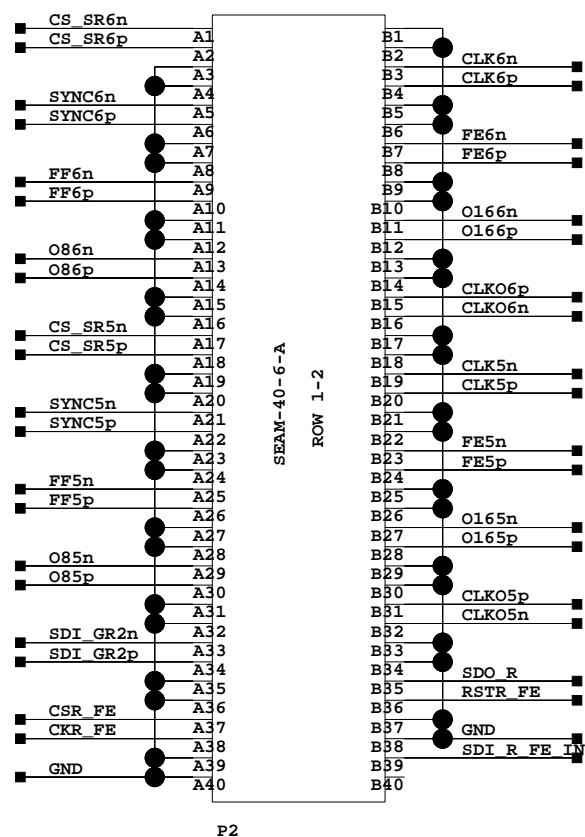 CS_SR6n
CS_SR6p
SYNC6n
SYNC6p
FF6n
FF6p
O86n
O86p
CS_SR5n
CS_SR5p
SYNC5n
SYNC5p
FF5n
FF5p
O85n
O85p
SDI_GR2n
SDI_GR2p
CSR_FE
CKR_FE
GND
A1
A2
A3
A4
A5
A6
A7
A8
A9
A10
A11
A12
A13
A14
A15
A16
A17
A18
A19
A20
A21
A22
A23
A24
A25
A26
A27
A28
A29
A30
A31
A32
A33
A34
A35
A36
A37
A38
A39
A40
SEAM-40-6-A
ROW 1-2
B1
B2
B3
B4
B5
B6
B7
B8
B9
B10
B11
B12
B13
B14
B15
B16
B17
B18
B19
B20
B21
B22
B23
B24
B25
B26
B27
B28
B29
B30
B31
B32
B33
B34
B35
B36
B37
B38
B39
B40
CLK6n
CLK6p
FE6n
FE6p
O166n
O166p
CLKO6p
CLKO6n
CLK5n
CLK5p
FE5n
FE5p
O165n
O165p
CLKO5p
CLKO5n
SDO_R
RSTR_FE
GND
SDI_R_FE_IN
P2